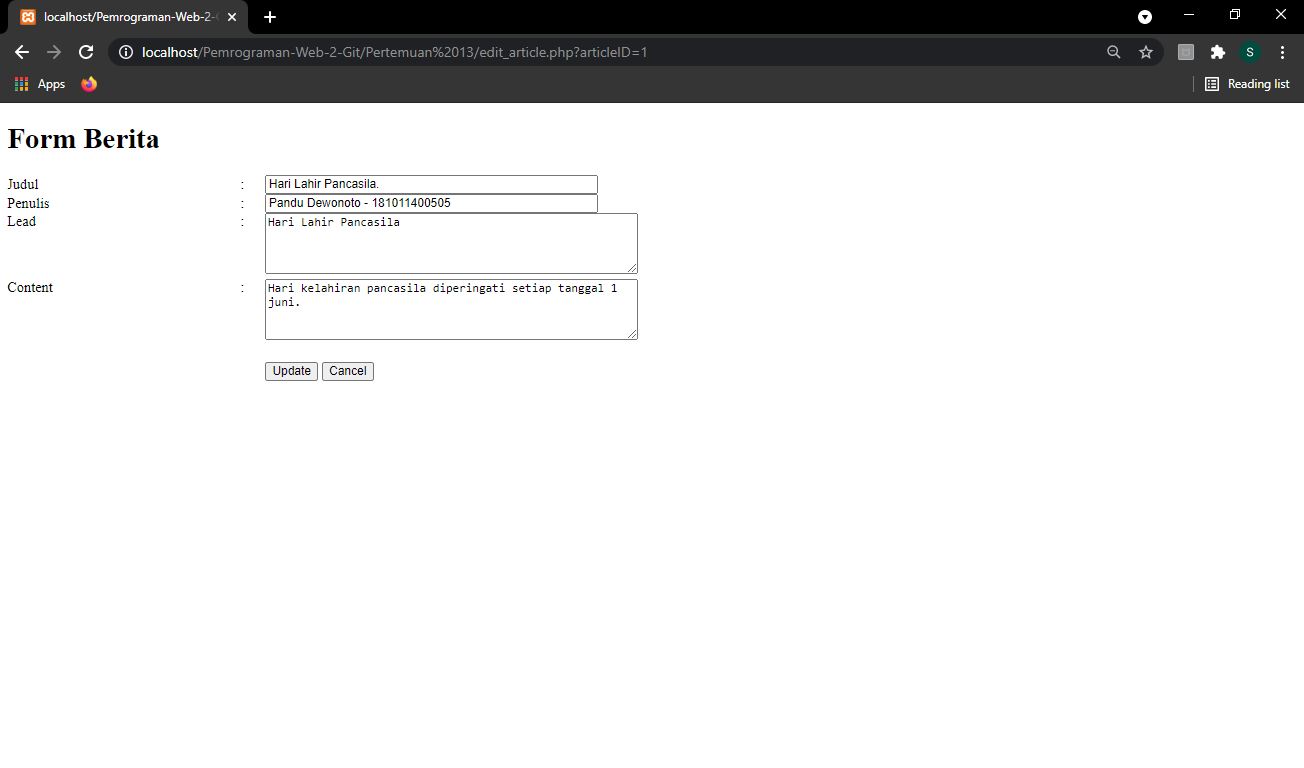 localhost/Pemrograman-Web-2-
localhost/Pemrograman-Web-2-Git/Pertemuan%2013/edit_article.php?articleID=1
S
Apps
Reading list
Form Berita
Judul : Hari Lahir Pancasila.
Penulis : Pandu Dewonoto - 181011400505
Lead : Hari Lahir Pancasila
Content : Hari kelahiran pancasila diperingati setiap tanggal 1
juni.
Update Cancel